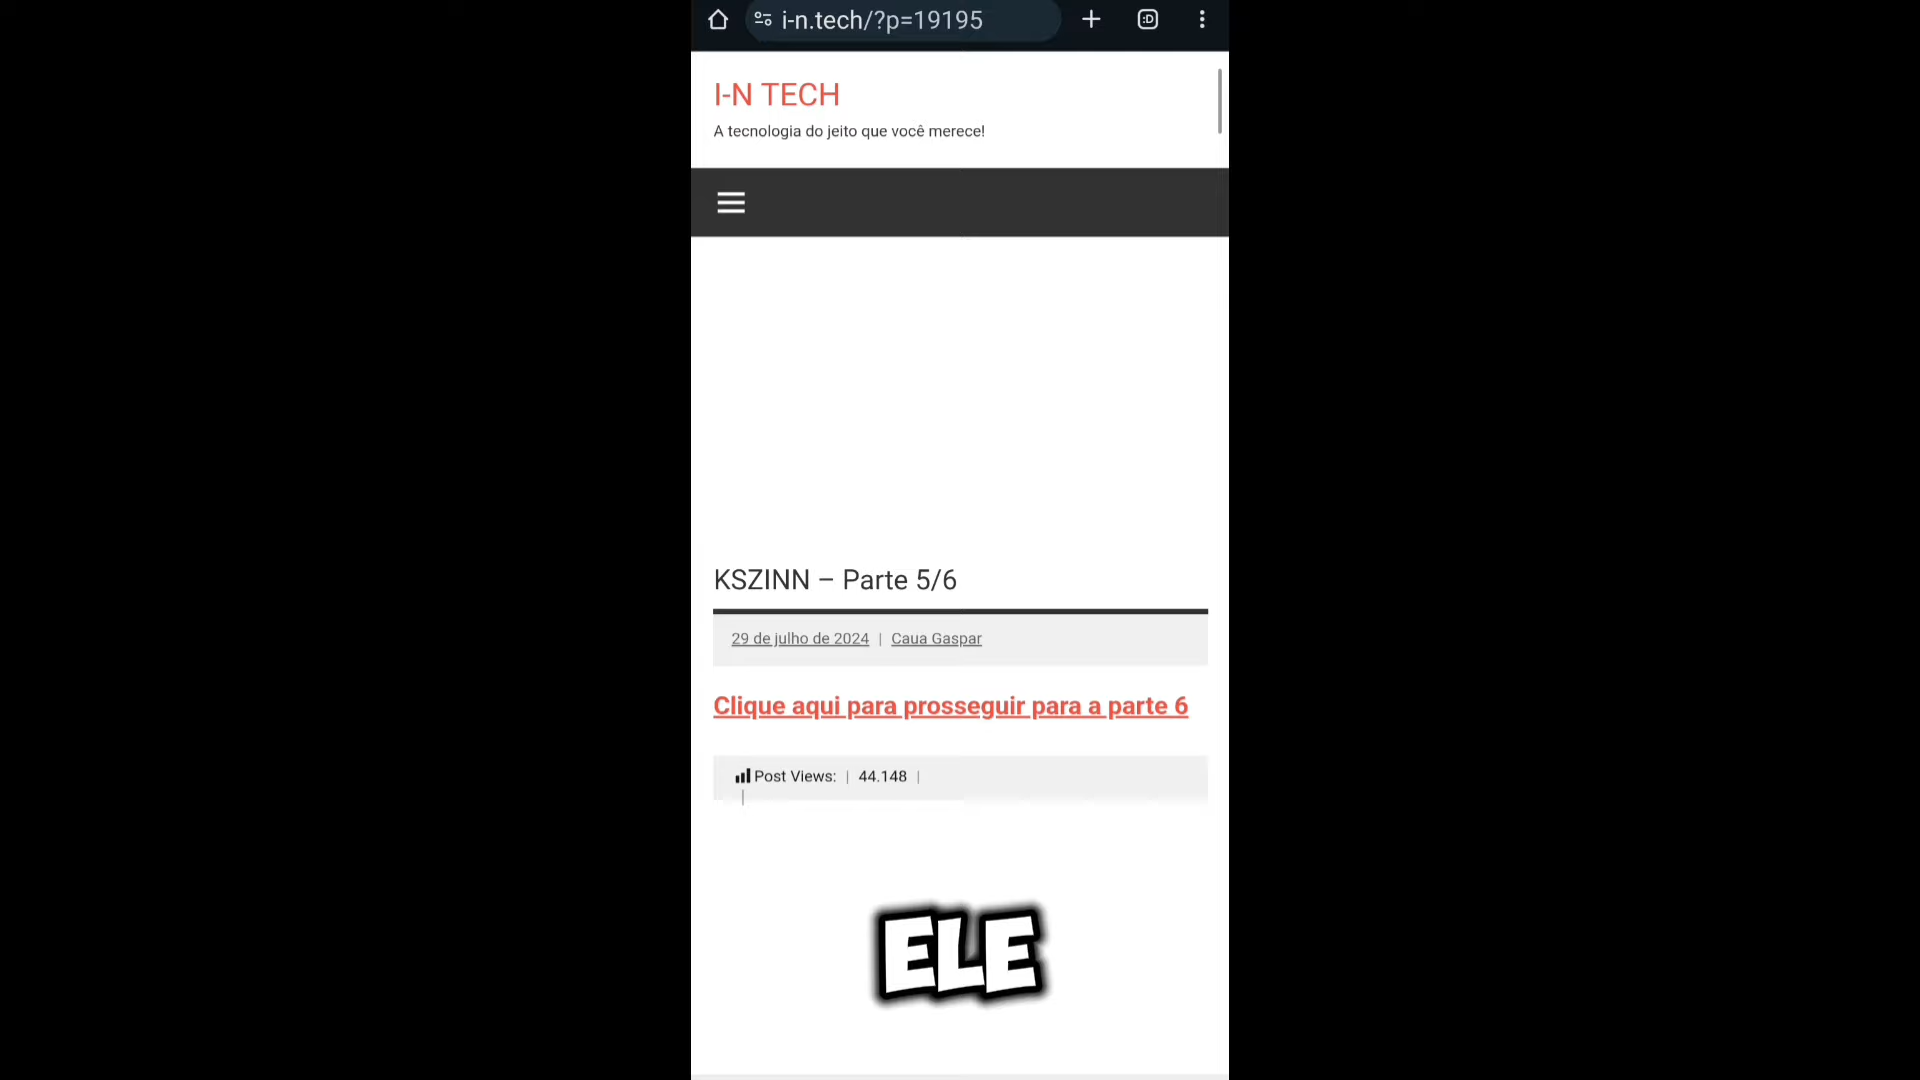 i-n.tech/?p=19195
:D
I-N TECH
A tecnologia do jeito que você merece!
KSZINN – Parte 5/6
29 de julho de 2024 | Caua Gaspar
Clique aqui para prosseguir para a parte 6
Post Views: | 44.148 |
|
ELE